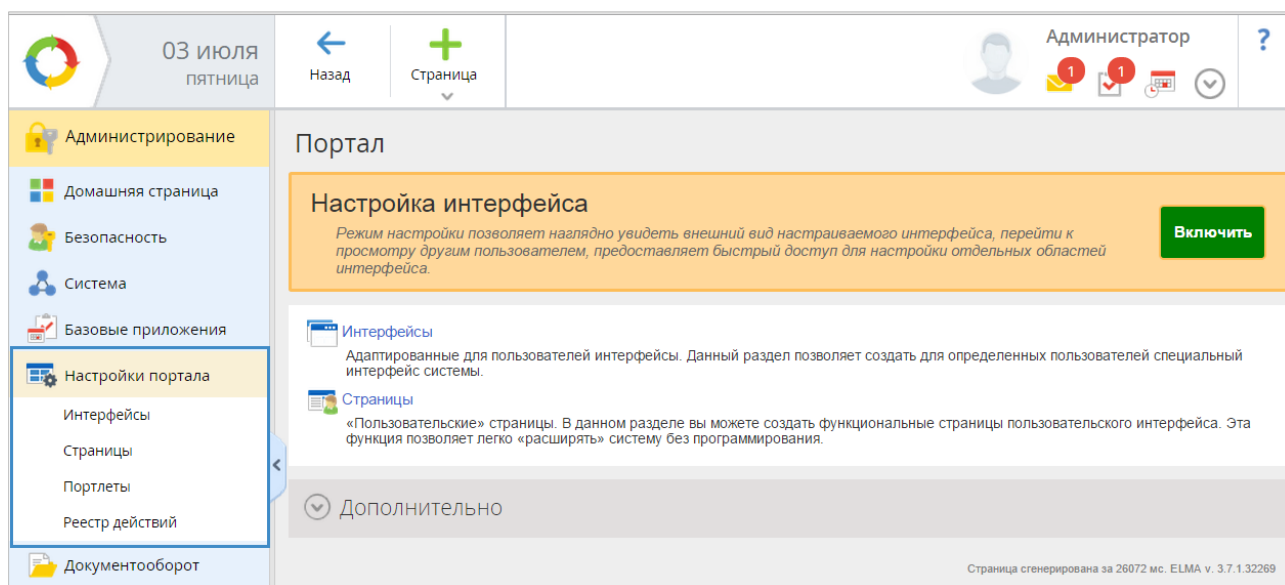 03 июля
пятница
Назад
Страница
Администратор
1
1
?
Администрирование
Домашняя страница
Безопасность
Система
Базовые приложения
Настройки портала
Интерфейсы
Страницы
Портлеты
Реестр действий
Документооборот
Портал
Настройка интерфейса
Режим настройки позволяет наглядно увидеть внешний вид настраиваемого интерфейса, перейти к
просмотру другим пользователем, предоставляет быстрый доступ для настройки отдельных областей
интерфейса.
Включить
Интерфейсы
Адаптированные для пользователей интерфейсы. Данный раздел позволяет создать для определенных пользователей специальный
интерфейс системы.
Страницы
«Пользовательские» страницы. В данном разделе вы можете создать функциональные страницы пользовательского интерфейса. Эта
функция позволяет легко «расширять» систему без программирования.
Дополнительно
Страница сгенерирована за 26072 мс. ELMA v. 3.7.1.32269